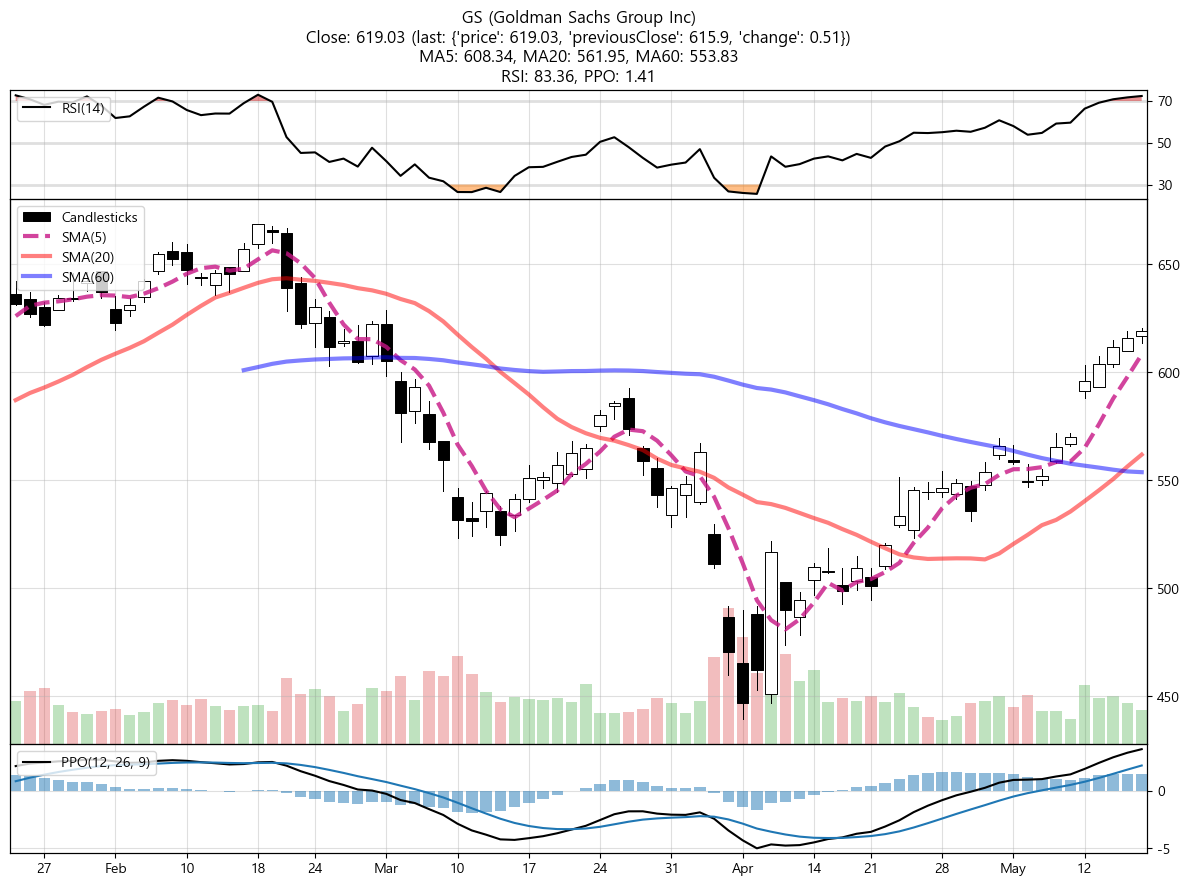 GS (Goldman Sachs Group Inc)
Close: 619.03 (last: {'price': 619.03, 'previousClose': 615.9, 'change': 0.51})
MA5: 608.34, MA20: 561.95, MA60: 553.83
RSI: 83.36, PPO: 1.41
RSI(14)
70
50
30
Candlesticks
SMA(5)
SMA(20)
SMA(60)
650
600
550
500
450
PPO(12, 26, 9)
0
-5
27 Feb 10 18 24 Mar 10 17 24 31 Apr 14 21 28 May 12